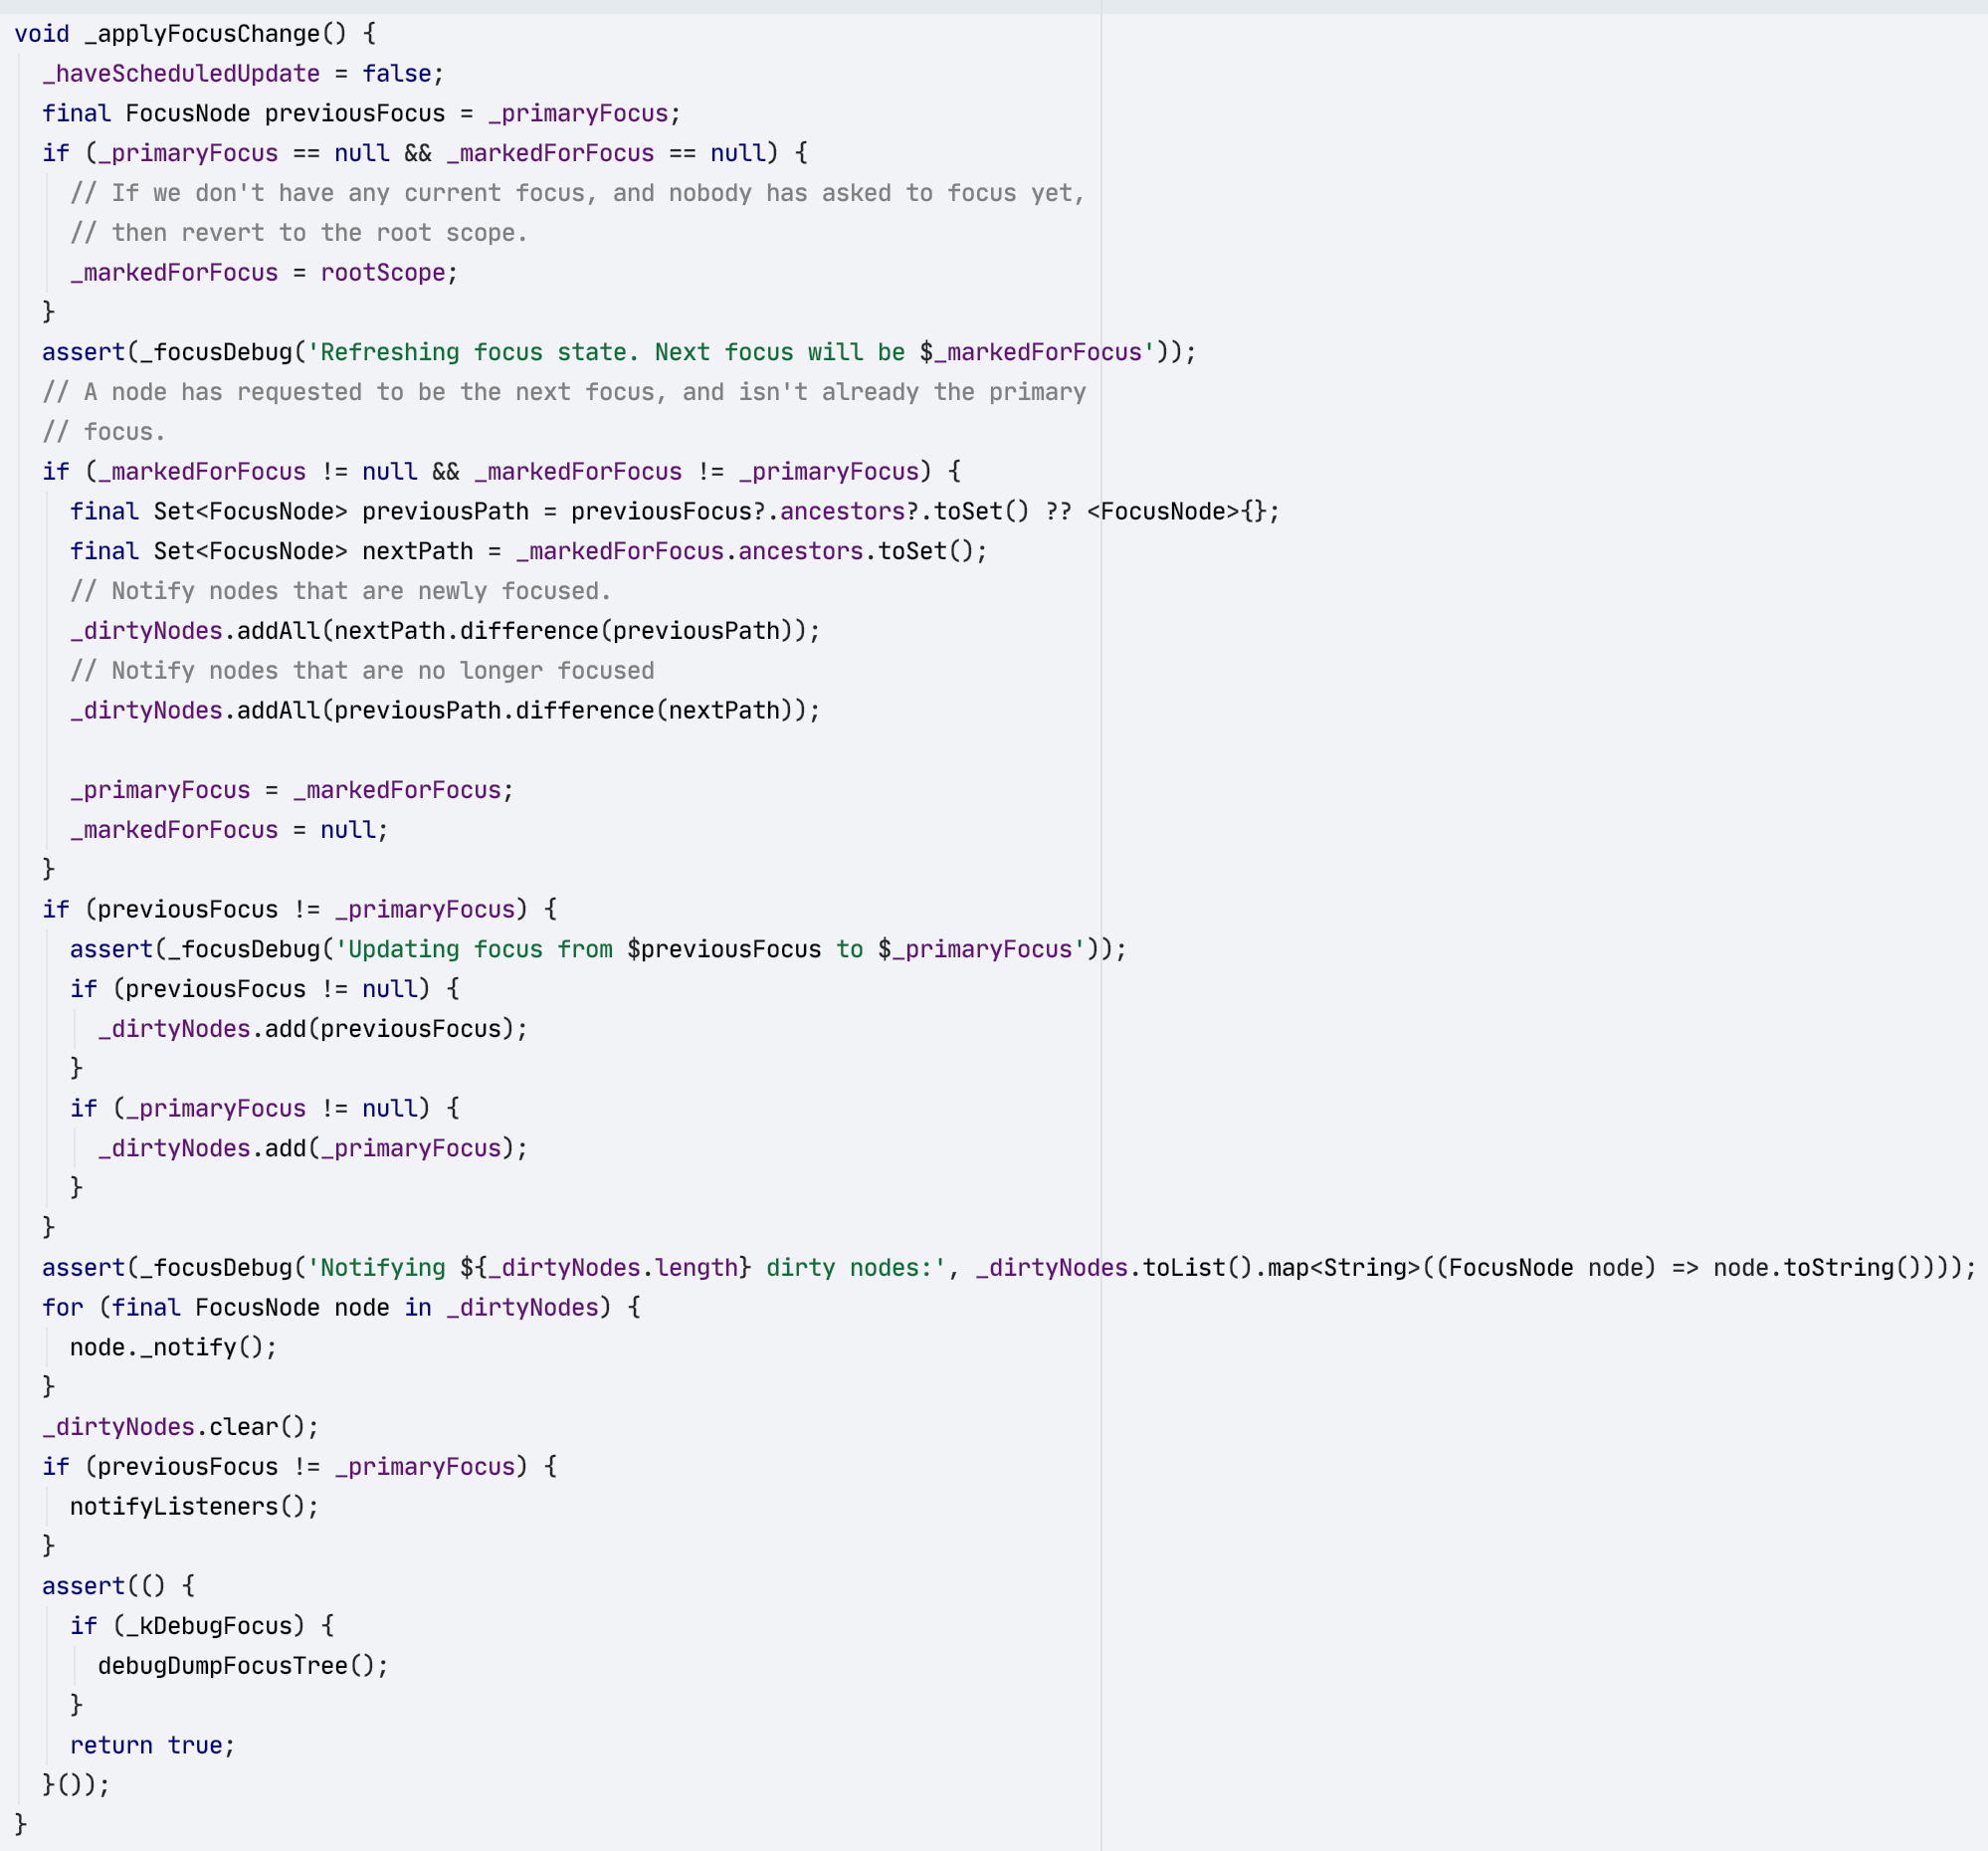 void _applyFocusChange() {
  _haveScheduledUpdate = false;
  final FocusNode previousFocus = _primaryFocus;
  if (_primaryFocus == null && _markedForFocus == null) {
    // If we don't have any current focus, and nobody has asked to focus yet,
    // then revert to the root scope.
    _markedForFocus = rootScope;
  }
  assert(_focusDebug('Refreshing focus state. Next focus will be $_markedForFocus'));
  // A node has requested to be the next focus, and isn't already the primary
  // focus.
  if (_markedForFocus != null && _markedForFocus != _primaryFocus) {
    final Set<FocusNode> previousPath = previousFocus?.ancestors?.toSet() ?? <FocusNode>{};
    final Set<FocusNode> nextPath = _markedForFocus.ancestors.toSet();
    // Notify nodes that are newly focused.
    _dirtyNodes.addAll(nextPath.difference(previousPath));
    // Notify nodes that are no longer focused
    _dirtyNodes.addAll(previousPath.difference(nextPath));

    _primaryFocus = _markedForFocus;
    _markedForFocus = null;
  }
  if (previousFocus != _primaryFocus) {
    assert(_focusDebug('Updating focus from $previousFocus to $_primaryFocus'));
    if (previousFocus != null) {
      _dirtyNodes.add(previousFocus);
    }
    if (_primaryFocus != null) {
      _dirtyNodes.add(_primaryFocus);
    }
  }
  assert(_focusDebug('Notifying ${_dirtyNodes.length} dirty nodes:', _dirtyNodes.toList().map<String>((FocusNode node) => node.toString())));
  for (final FocusNode node in _dirtyNodes) {
    node._notify();
  }
  _dirtyNodes.clear();
  if (previousFocus != _primaryFocus) {
    notifyListeners();
  }
  assert(() {
    if (_kDebugFocus) {
      debugDumpFocusTree();
    }
    return true;
  }());
}